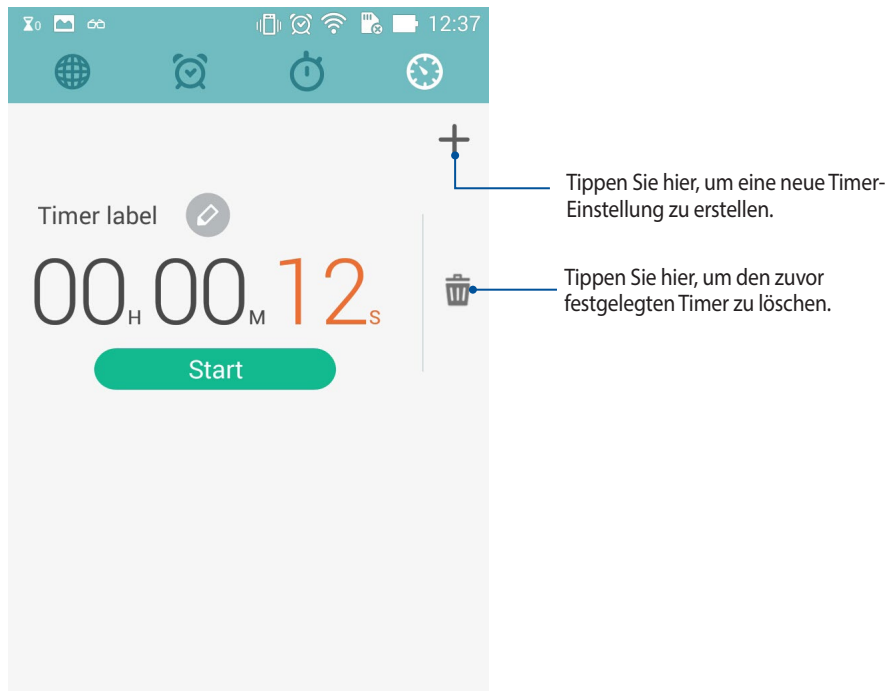 0 12:37
Tippen Sie hier, um eine neue Timer-
Einstellung zu erstellen.
Timer label
00H 00M 12S
Tippen Sie hier, um den zuvor
festgelegten Timer zu löschen.
Start